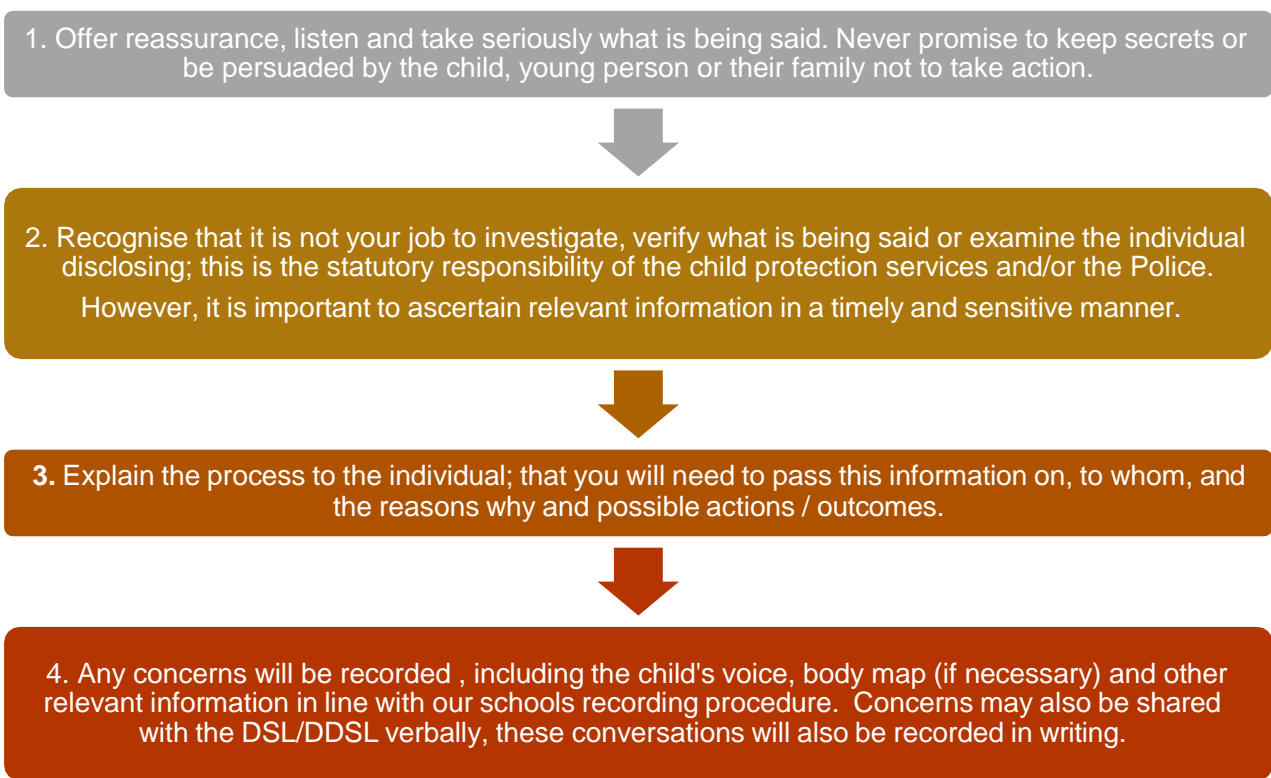 1. Offer reassurance, listen and take seriously what is being said. Never promise to keep secrets or
be persuaded by the child, young person or their family not to take action.
2. Recognise that it is not your job to investigate, verify what is being said or examine the individual
disclosing; this is the statutory responsibility of the child protection services and/or the Police.
However, it is important to ascertain relevant information in a timely and sensitive manner.
3. Explain the process to the individual; that you will need to pass this information on, to whom, and
the reasons why and possible actions / outcomes.
4. Any concerns will be recorded , including the child's voice, body map (if necessary) and other
relevant information in line with our schools recording procedure.  Concerns may also be shared
with the DSL/DDSL verbally, these conversations will also be recorded in writing.